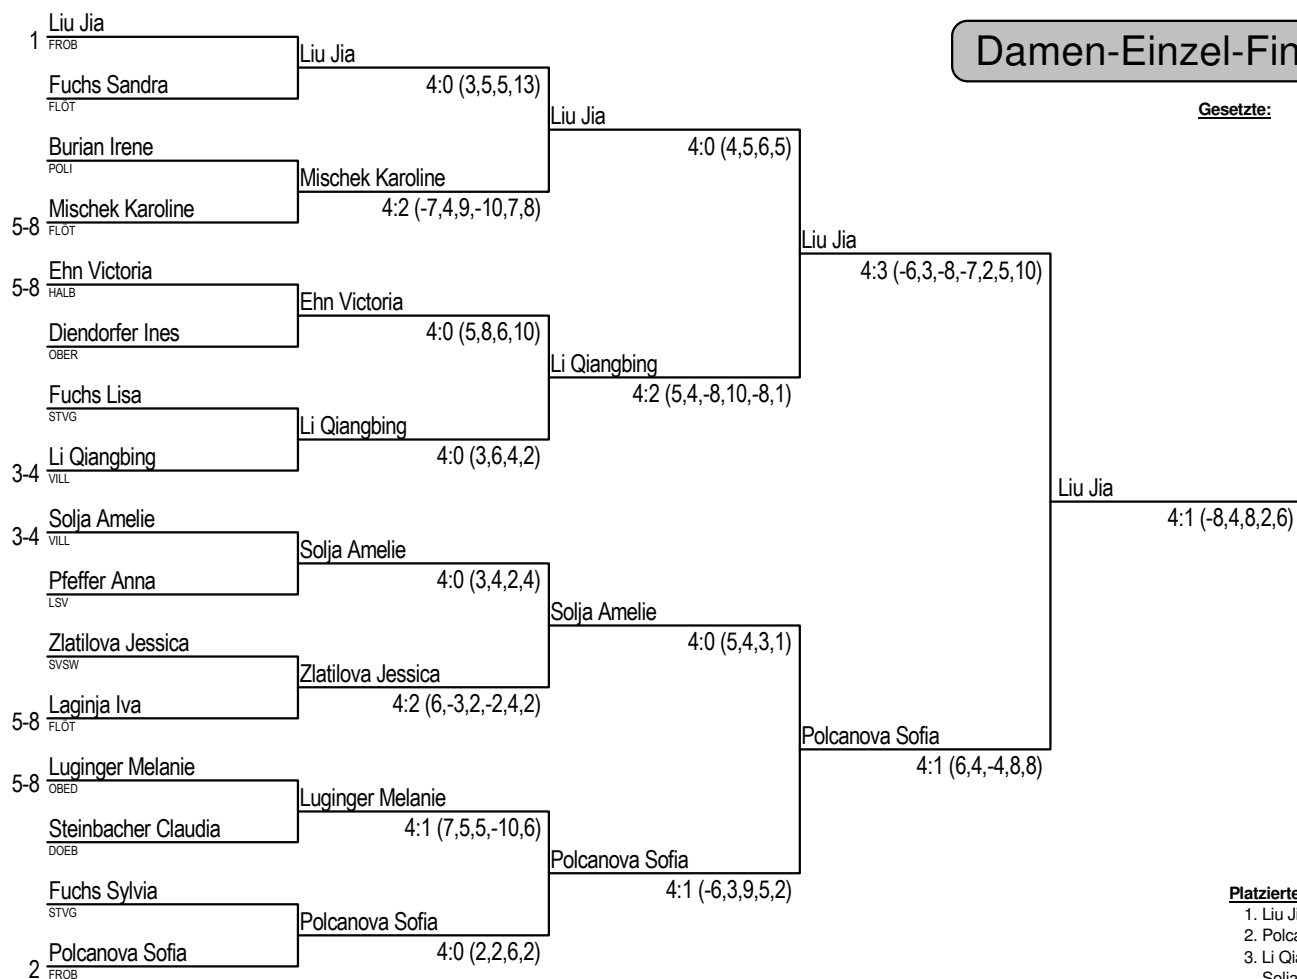 Damen-Einzel-Fin
Gesetzte:
Liu Jia
1
FROB
Fuchs Sandra
FLÖT
Burian Irene
POLI
Mischek Karoline
5-8
FLÖT
Ehn Victoria
5-8
HALB
Diendorfer Ines
OBER
Fuchs Lisa
STVG
Li Qiangbing
3-4
VILL
Solja Amelie
3-4
VILL
Pfeffer Anna
LSV
Zlatilova Jessica
SVSW
Laginja Iva
5-8
FLÖT
Luginger Melanie
5-8
OBED
Steinbacher Claudia
DOEB
Fuchs Sylvia
STVG
Polcanova Sofia
2
FROB
Liu Jia
4:0 (3,5,5,13)
Mischek Karoline
4:2 (-7,4,9,-10,7,8)
Ehn Victoria
4:0 (5,8,6,10)
Li Qiangbing
4:0 (3,6,4,2)
Solja Amelie
4:0 (3,4,2,4)
Zlatilova Jessica
4:2 (6,-3,2,-2,4,2)
Luginger Melanie
4:1 (7,5,5,-10,6)
Polcanova Sofia
4:0 (2,2,6,2)
Liu Jia
4:0 (4,5,6,5)
Li Qiangbing
4:2 (5,4,-8,10,-8,1)
Solja Amelie
4:0 (5,4,3,1)
Polcanova Sofia
4:1 (-6,3,9,5,2)
Liu Jia
4:3 (-6,3,-8,-7,2,5,10)
Polcanova Sofia
4:1 (6,4,-4,8,8)
Liu Jia
4:1 (-8,4,8,2,6)
Platzierte
1. Liu Ji
2. Polca
3. Li Qia
Solja